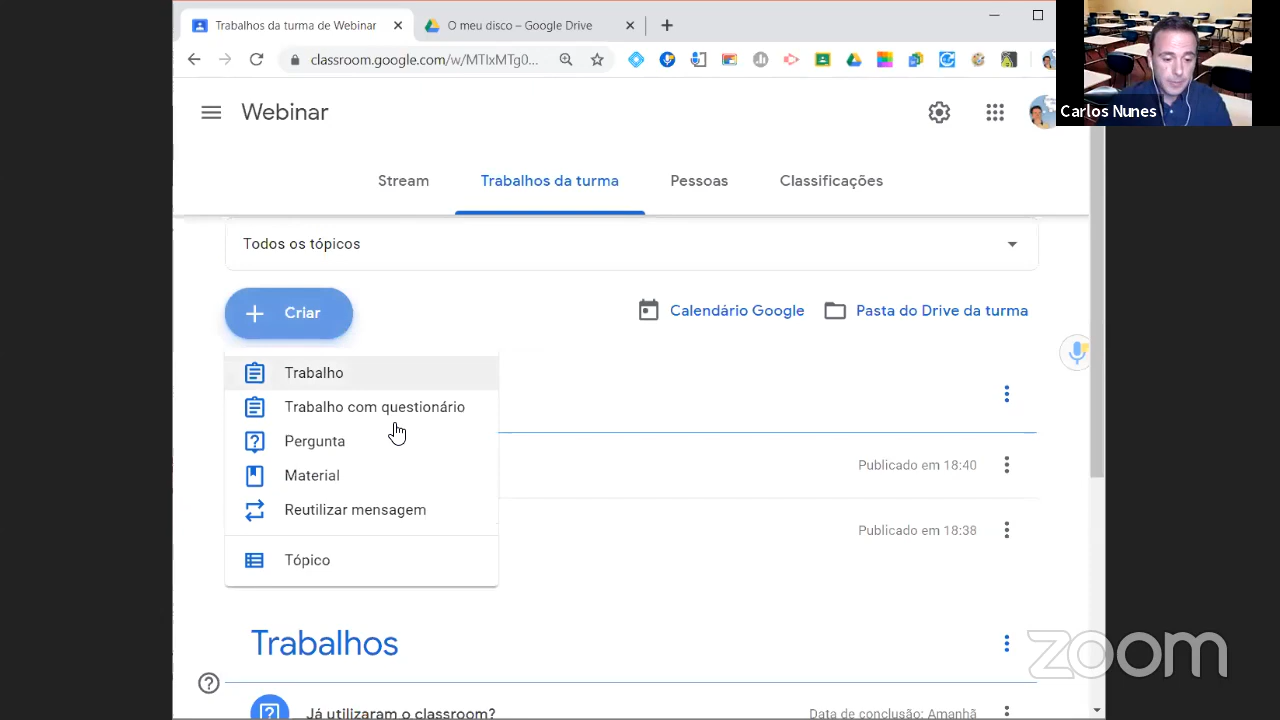 Trabalhos da turma de Webinar
O meu disco – Google Drive
classroom.google.com/w/MTIxMTg0...
Carlos Nunes
Webinar
Stream
Trabalhos da turma
Pessoas
Classificações
Todos os tópicos
Criar
Calendário Google
Pasta do Drive da turma
Trabalho
Trabalho com questionário
Pergunta
Material
Publicado em 18:40
Reutilizar mensagem
Publicado em 18:38
Tópico
Trabalhos
zoom
Já utilizaram o classroom?
Data de conclusão: Amanhã